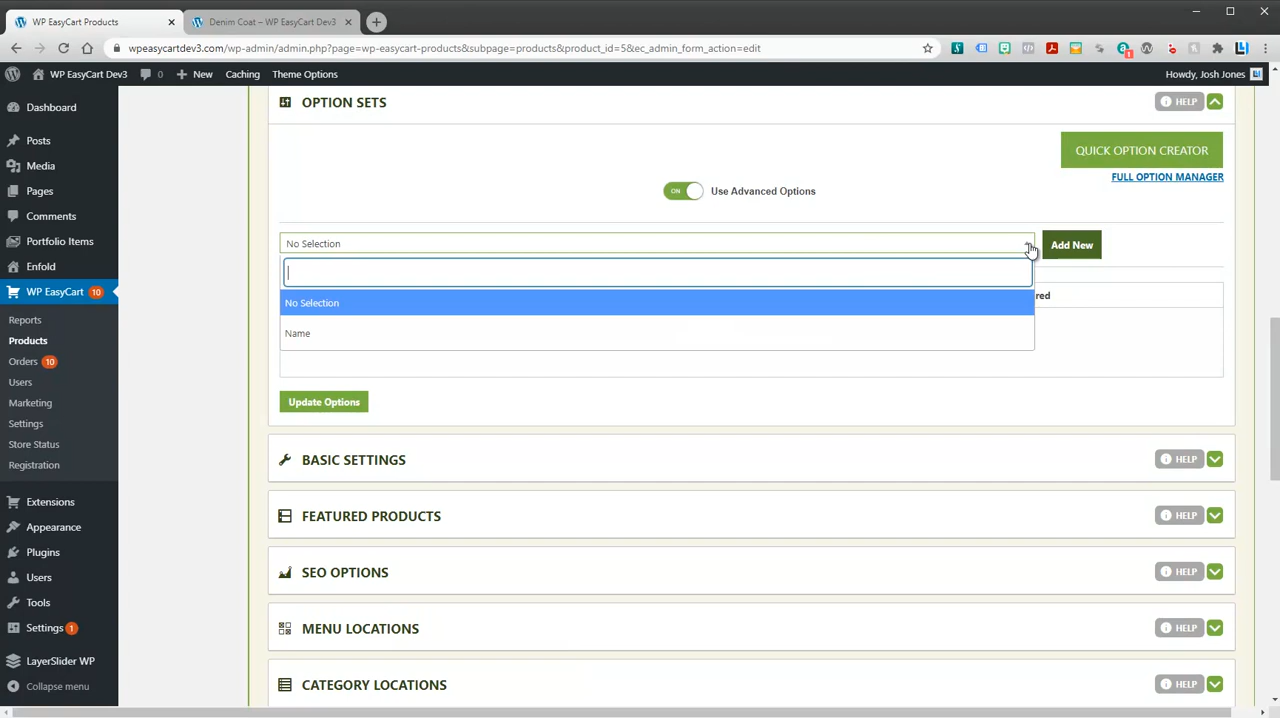 WP EasyCart Products
Denim Coat – WP EasyCart Dev3
wpeasycartdev3.com/wp-admin/admin.php?page=wp-easycart-products&subpage=products&product_id=5&ec_admin_form_action=edit
WP EasyCart Dev3
New
Caching
Theme Options
Howdy, Josh Jones
Dashboard
Posts
Media
Pages
Comments
Portfolio Items
Enfold
WP EasyCart 10
Reports
Products
Orders 10
Users
Marketing
Settings
Store Status
Registration
Extensions
Appearance
Plugins
Users
Tools
Settings 1
LayerSlider WP
Collapse menu
OPTION SETS
HELP
QUICK OPTION CREATOR
FULL OPTION MANAGER
ON Use Advanced Options
No Selection
Add New
No Selection
Name
red
Update Options
BASIC SETTINGS
HELP
FEATURED PRODUCTS
HELP
SEO OPTIONS
HELP
MENU LOCATIONS
HELP
CATEGORY LOCATIONS
HELP